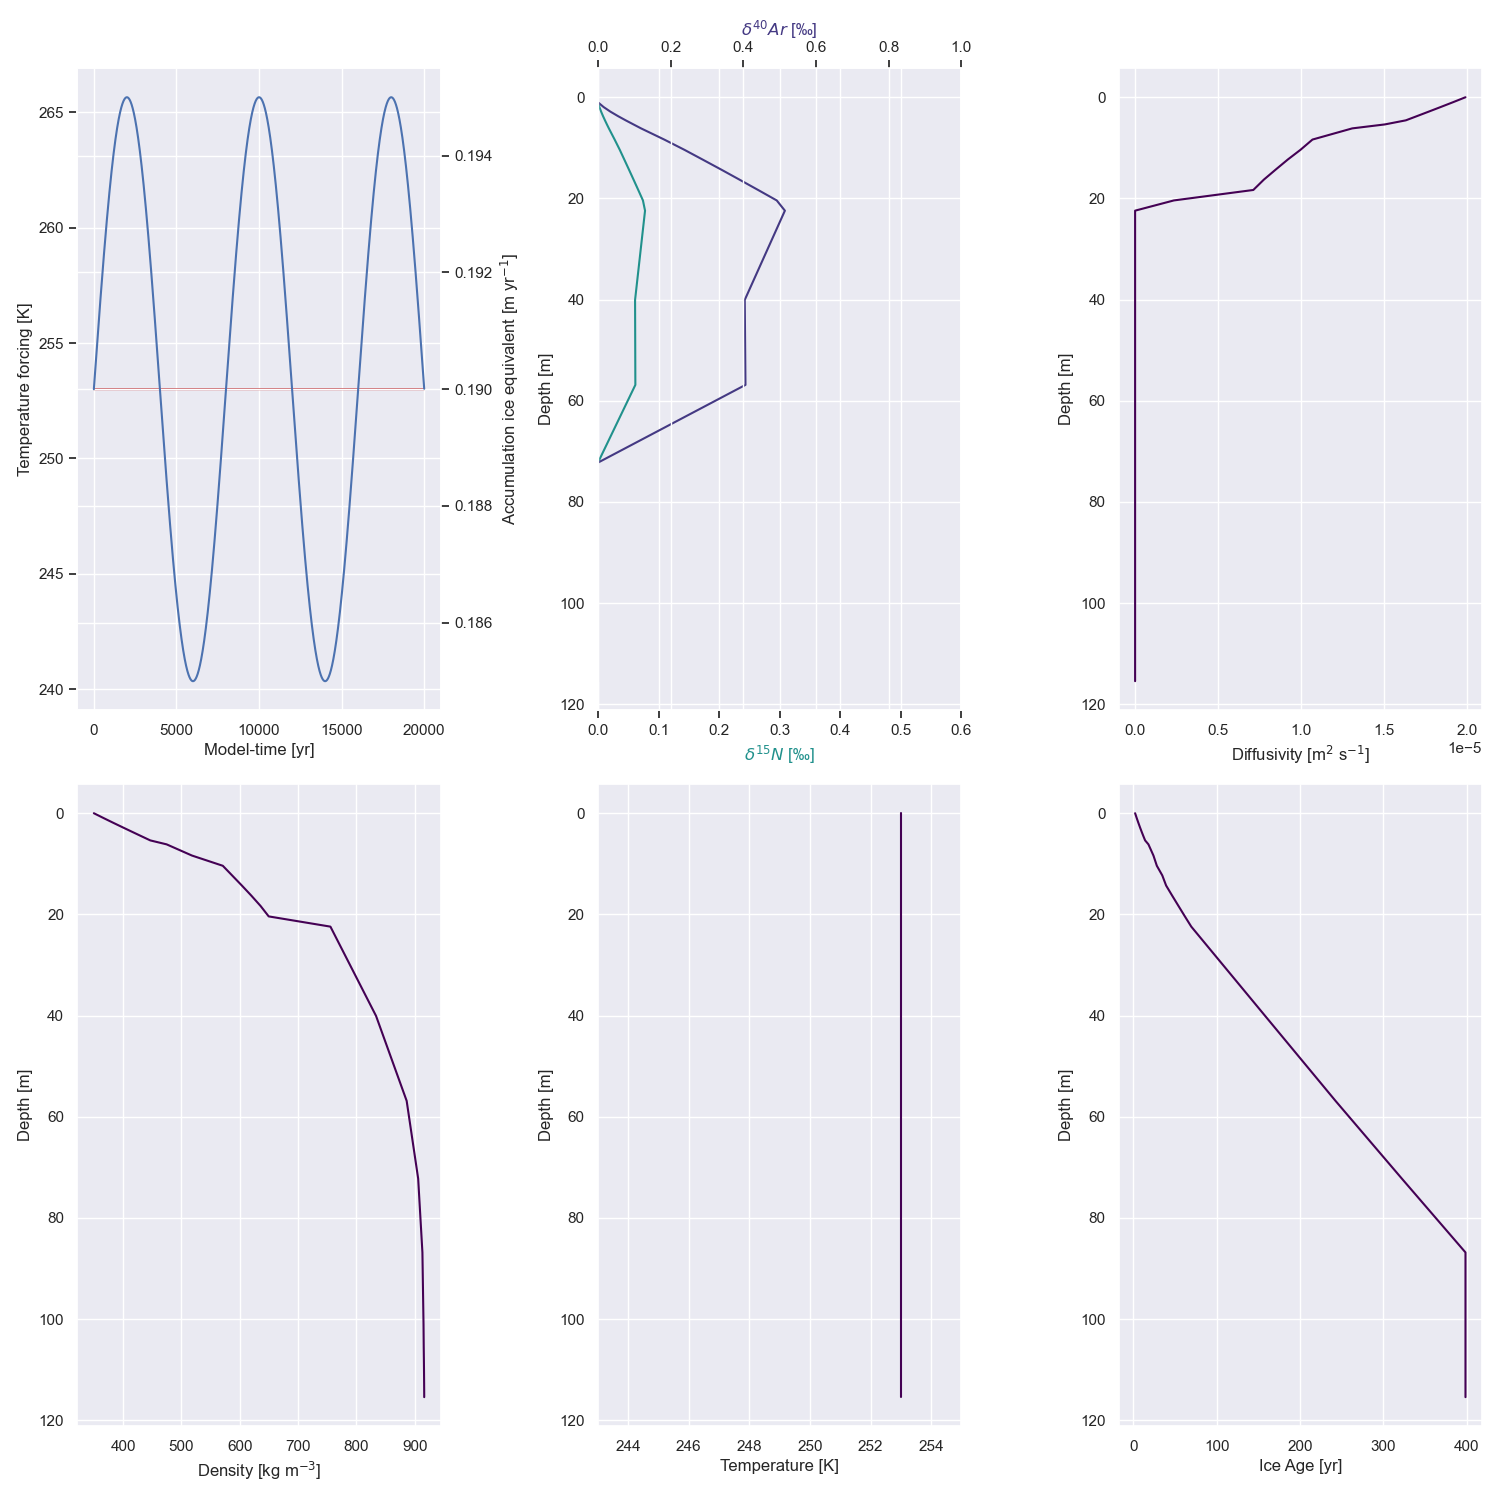 265
260
255
250
245
240
Temperature forcing [K]
0 5000 10000 15000 20000
Model-time [yr]
0.194
0.192
0.190
0.188
0.186
Accumulation ice equivalent [m yr⁻¹]
δ⁴⁰Ar [‰]
0.0 0.2 0.4 0.6 0.8 1.0
0
20
40
60
80
100
120
Depth [m]
0.0 0.1 0.2 0.3 0.4 0.5 0.6
δ¹⁵N [‰]
0
20
40
60
80
100
120
Depth [m]
0.0 0.5 1.0 1.5 2.0
1e−5
Diffusivity [m² s⁻¹]
0
20
40
60
80
100
120
Depth [m]
400 500 600 700 800 900
Density [kg m⁻³]
0
20
40
60
80
100
120
Depth [m]
244 246 248 250 252 254
Temperature [K]
0
20
40
60
80
100
120
Depth [m]
0 100 200 300 400
Ice Age [yr]